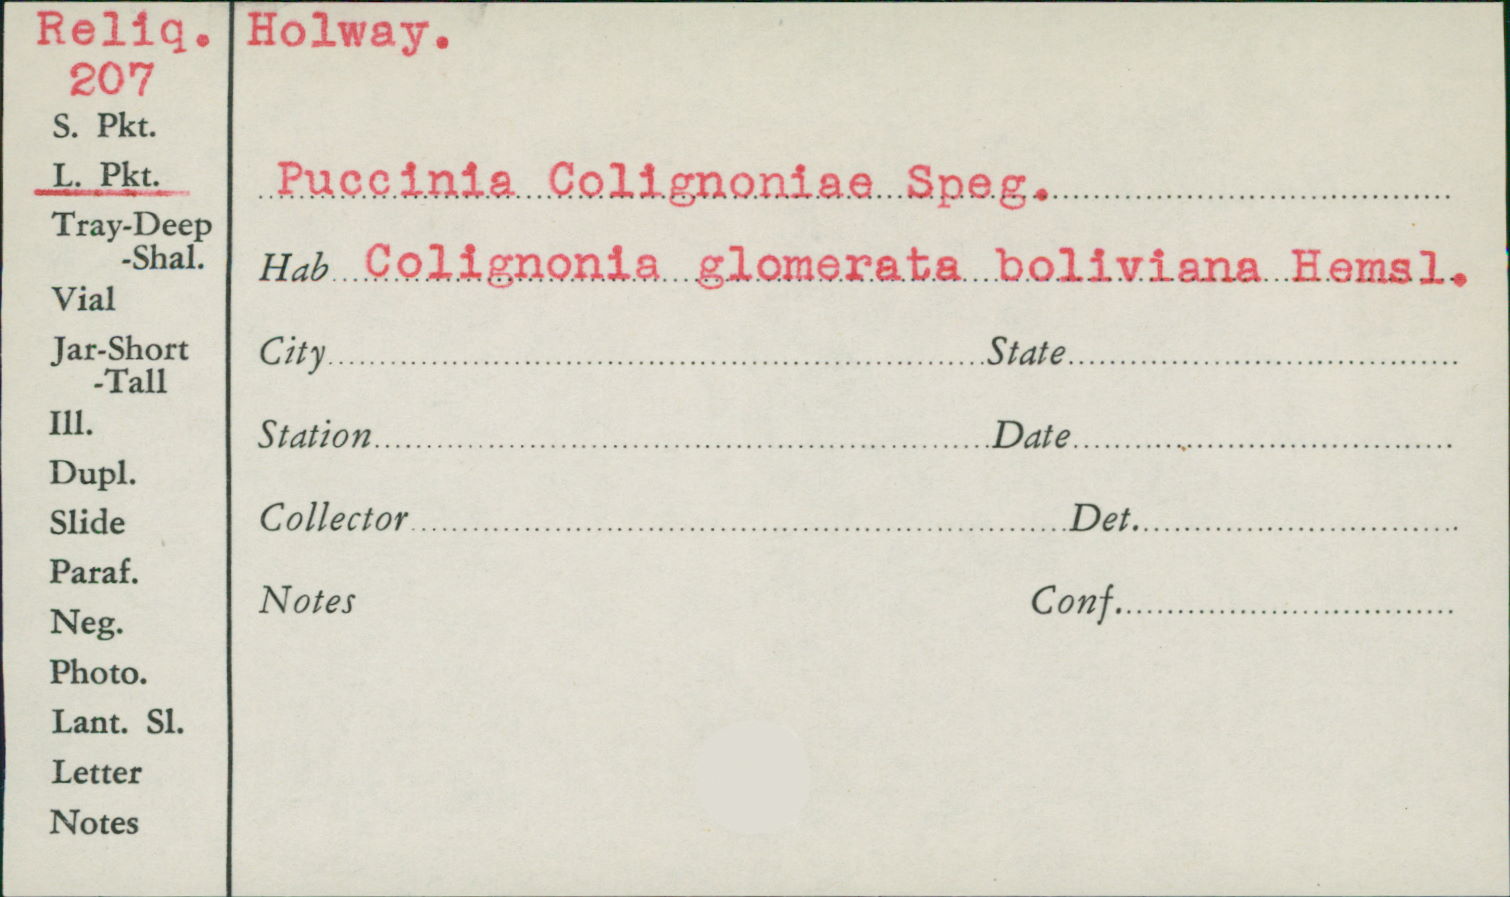 Reliq. Holway.
207
S. Pkt.
L. Pkt.
Puccinia Colignoniae Speg.
Tray-Deep
-Shal.
Hab Colignonia glomerata boliviana Hemsl.
Vial
Jar-Short
-Tall
City State
Ill.
Station Date
Dupl.
Slide
Collector Det.
Paraf.
Neg.
Notes Conf.
Photo.
Lant. Sl.
Letter
Notes